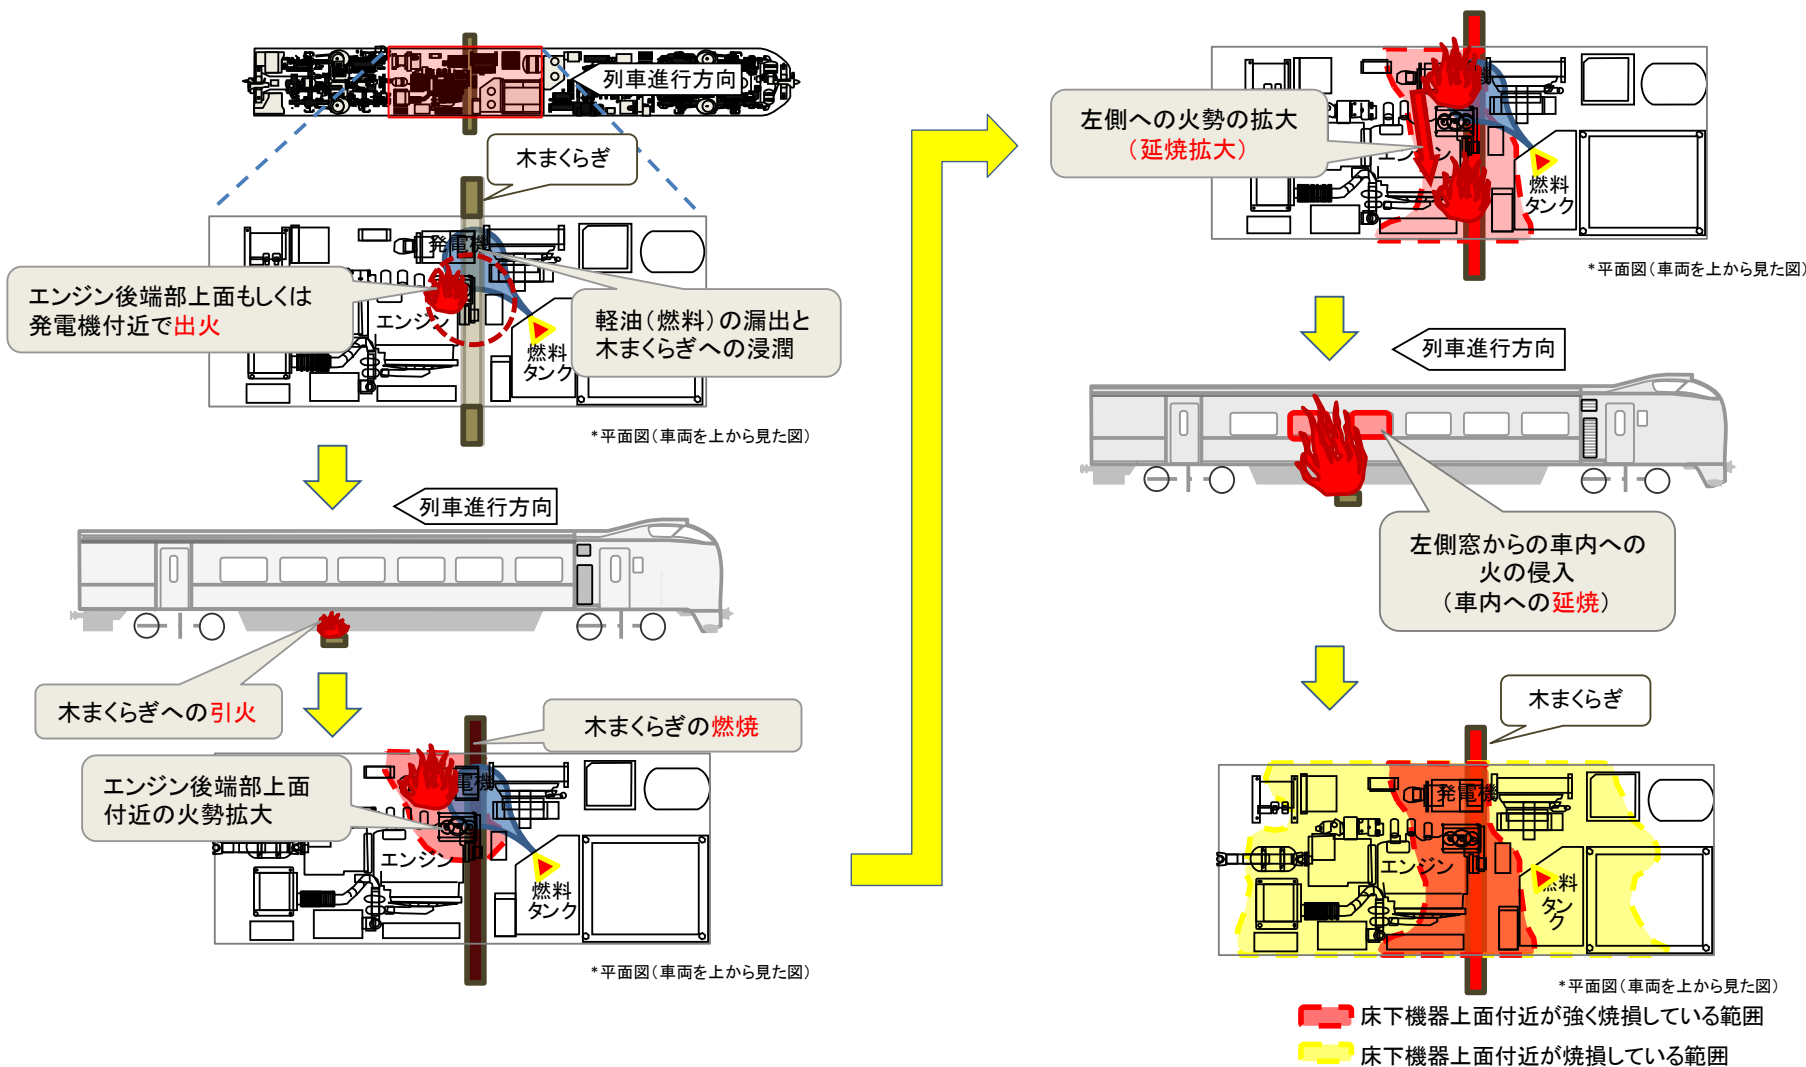 列車進行方向
木まくらぎ
発電機
エンジン後端部上面もしくは
発電機付近で出火
エンジン
軽油(燃料)の漏出と
木まくらぎへの浸潤
燃料
タンク
*平面図(車両を上から見た図)
列車進行方向
木まくらぎへの引火
木まくらぎの燃焼
電機
エンジン後端部上面
付近の火勢拡大
エンジン
燃料
タンク
*平面図(車両を上から見た図)
左側への火勢の拡大
(延焼拡大)
エンジン
燃料
タンク
*平面図(車両を上から見た図)
列車進行方向
左側窓からの車内への
火の侵入
(車内への延焼)
木まくらぎ
発電機
エンジン
燃料
タン
ク
*平面図(車両を上から見た図)
床下機器上面付近が強く焼損している範囲
床下機器上面付近が焼損している範囲